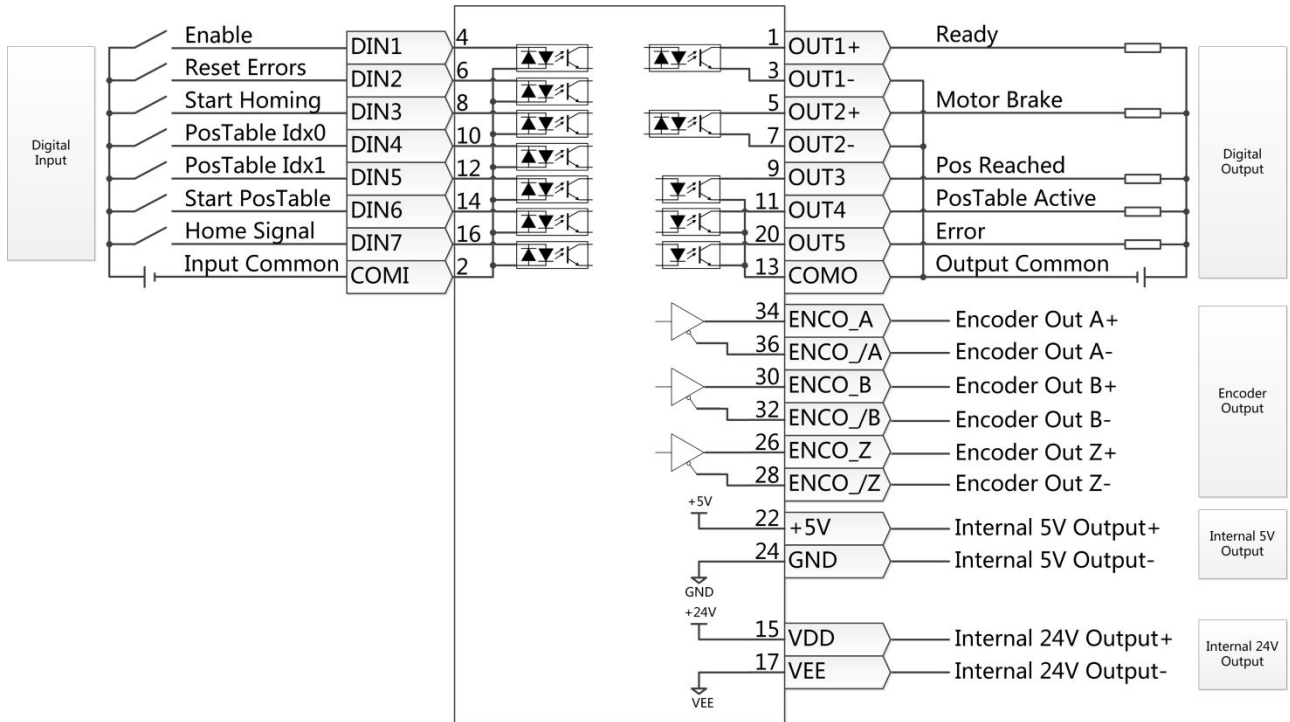 Digital
Input
Enable DIN1 4
Reset Errors DIN2 6
Start Homing DIN3 8
PosTable Idx0 DIN4 10
PosTable Idx1 DIN5 12
Start PosTable DIN6 14
Home Signal DIN7 16
Input Common COMI 2
1 OUT1+ Ready
3 OUT1-
5 OUT2+ Motor Brake
7 OUT2-
9 OUT3 Pos Reached
11 OUT4 PosTable Active
20 OUT5 Error
13 COMO Output Common
Digital
Output
34 ENCO_A Encoder Out A+
36 ENCO_/A Encoder Out A-
30 ENCO_B Encoder Out B+
32 ENCO_/B Encoder Out B-
26 ENCO_Z Encoder Out Z+
28 ENCO_/Z Encoder Out Z-
Encoder
Output
+5V
22 +5V Internal 5V Output+
24 GND Internal 5V Output-
GND
Internal 5V
Output
+24V
15 VDD Internal 24V Output+
17 VEE Internal 24V Output-
VEE
Internal 24V
Output